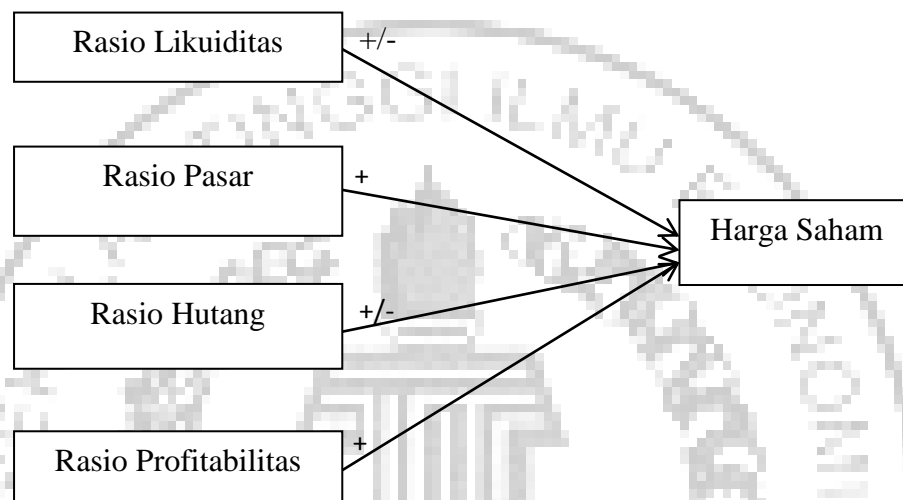 Rasio Likuiditas
+/-
Rasio Pasar
+
Harga Saham
Rasio Hutang
+/-
Rasio Profitabilitas
+